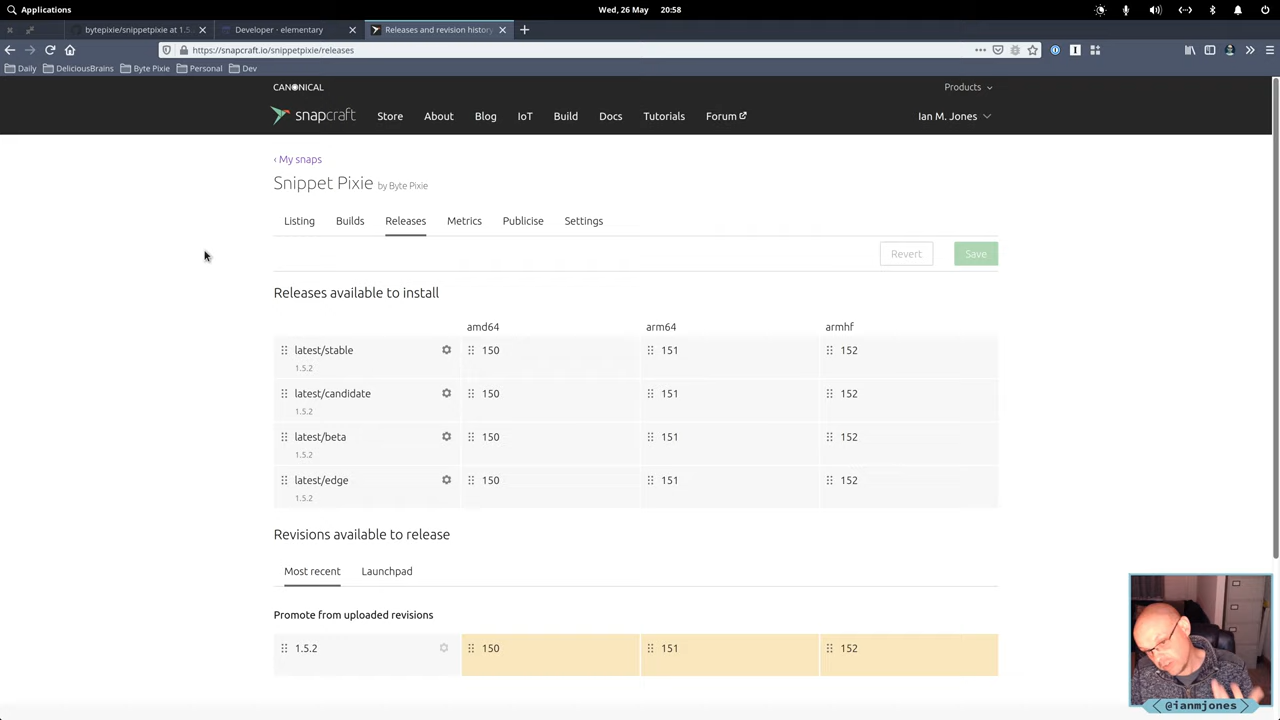 Applications
Wed, 26 May 20:58
bytepixie/snippetpixie at 1.5.
Developer · elementary
Releases and revision history
https://snapcraft.io/snippetpixie/releases
Daily DeliciousBrains Byte Pixie Personal Dev
CANONICAL
Products
snapcraft Store About Blog IoT Build Docs Tutorials Forum
Ian M. Jones
‹ My snaps
Snippet Pixie by Byte Pixie
Listing Builds Releases Metrics Publicise Settings
Revert Save
Releases available to install
amd64 arm64 armhf
latest/stable 150 151 152
1.5.2
latest/candidate 150 151 152
1.5.2
latest/beta 150 151 152
1.5.2
latest/edge 150 151 152
1.5.2
Revisions available to release
Most recent Launchpad
Promote from uploaded revisions
1.5.2 150 151 152
@ianmjones